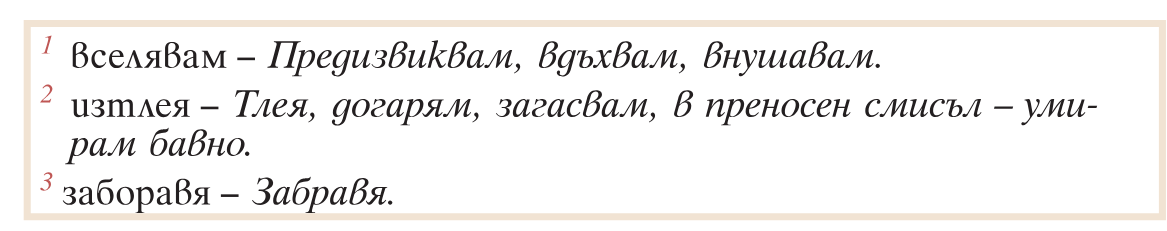 1 вселявам – Предизвиквам, вдъхвам, внушавам.
2 изтлея – Тлея, догарям, загасвам, в преносен смисъл – уми-
рам бавно.
3 заборавя – Забравя.